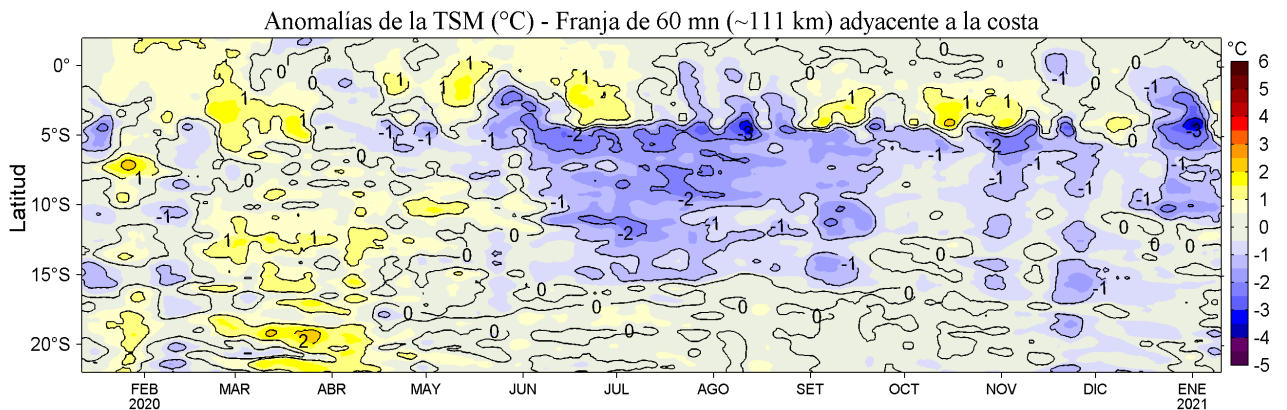 Anomalías de la TSM (°C) - Franja de 60 mn (~111 km) adyacente a la costa
Latitud
0°
5°S
10°S
15°S
20°S
FEB MAR ABR MAY JUN JUL AGO SET OCT NOV DIC ENE
2020 2021
°C
6
5
4
3
2
1
0
-1
-2
-3
-4
-5